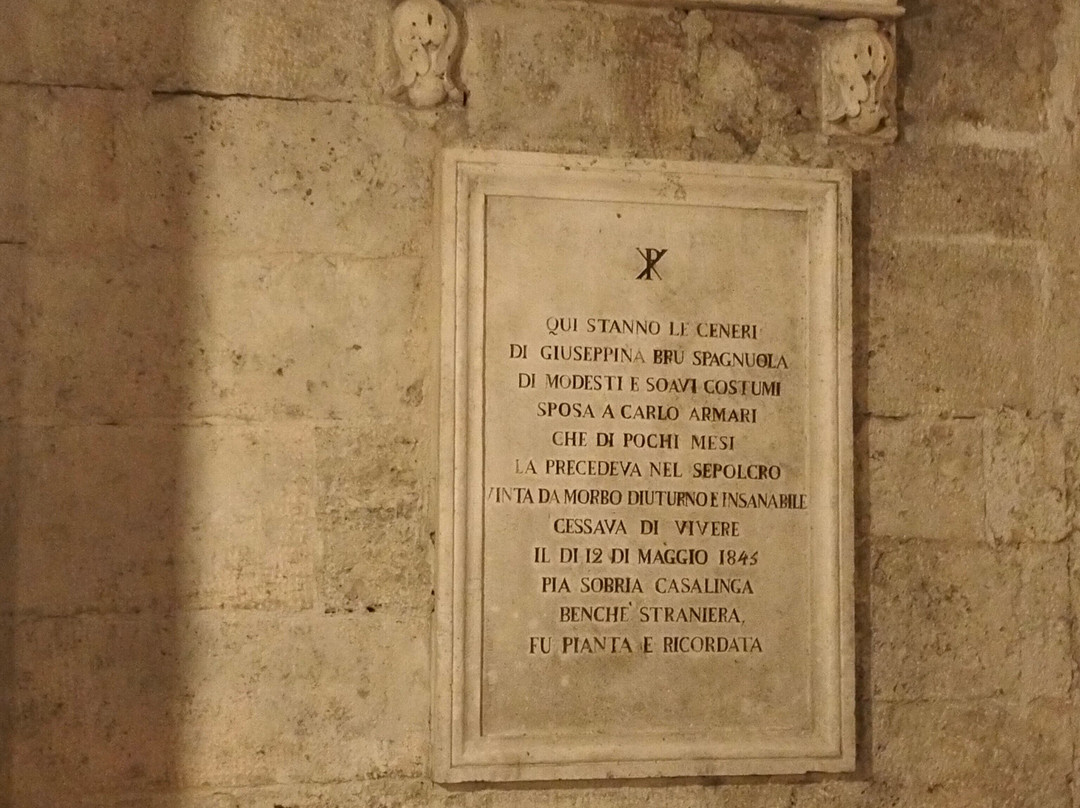 QUI STANNO LE CENERI
DI GIUSEPPINA BRU SPAGNUOLA
DI MODESTI E SOAVI COSTUMI
SPOSA A CARLO ARMARI
CHE DI POCHI MESI
LA PRECEDEVA NEL SEPOLCRO
VINTA DA MORBO DIUTURNO E INSANABILE
CESSAVA DI VIVERE
IL DI 12 DI MAGGIO 1845
PIA SOBRIA CASALINGA
BENCHE' STRANIERA,
FU PIANTA E RICORDATA